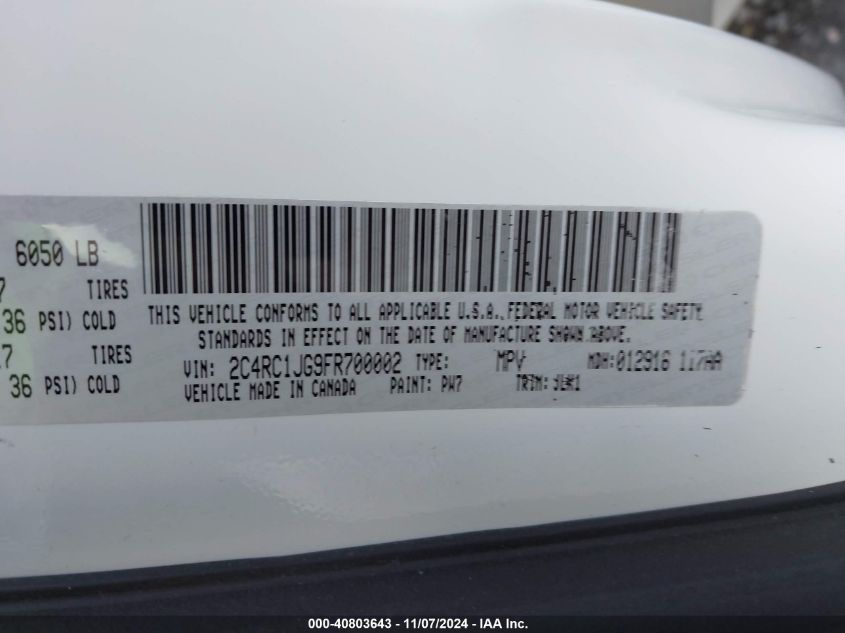 6050 LB
7 TIRES
36 PSI) COLD
17 TIRES
36 PSI) COLD
THIS VEHICLE CONFORMS TO ALL APPLICABLE U.S.A. FEDERAL MOTOR VEHICLE SAFETY
STANDARDS IN EFFECT ON THE DATE OF MANUFACTURE SHOWN ABOVE.
VIN: 2C4RC1JG9FR700002 TYPE: MPV MDH:012916 117AA
VEHICLE MADE IN CANADA PAINT: PW7 TRIM:
000-40803643 - 11/07/2024 - IAA Inc.